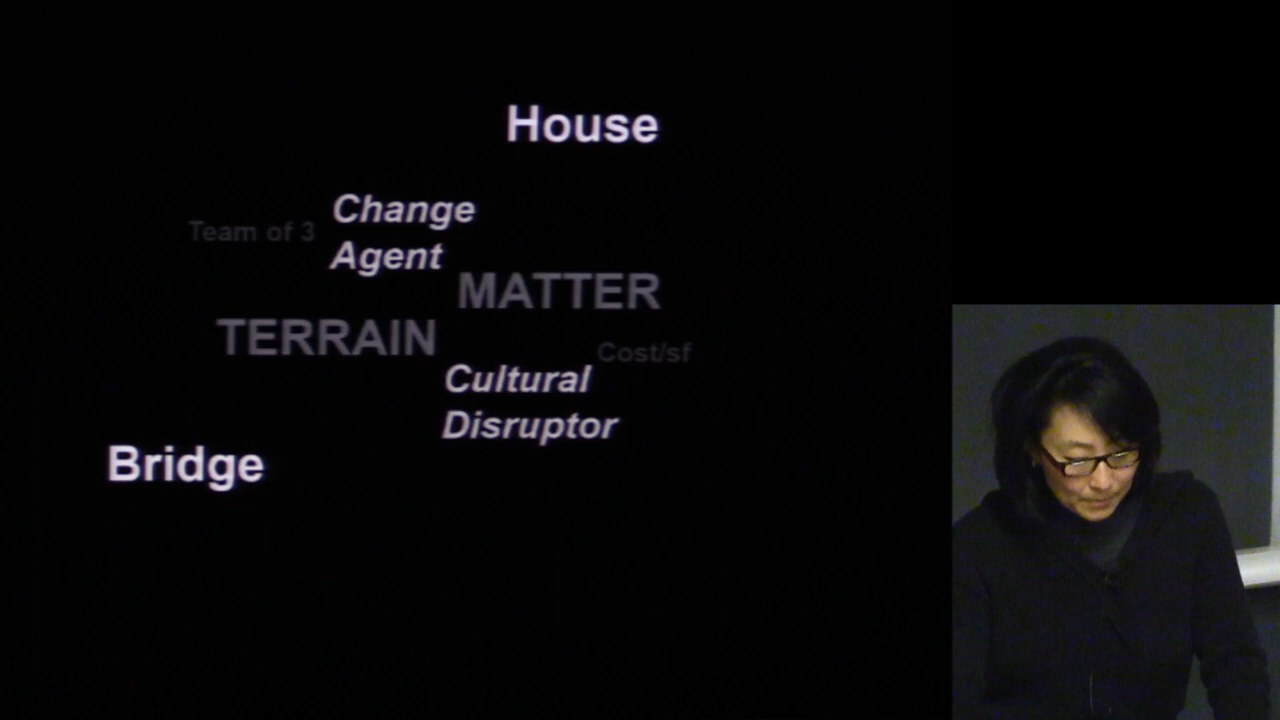 House
Change
Agent
Team of 3
MATTER
TERRAIN
Cost/sf
Cultural
Disruptor
Bridge